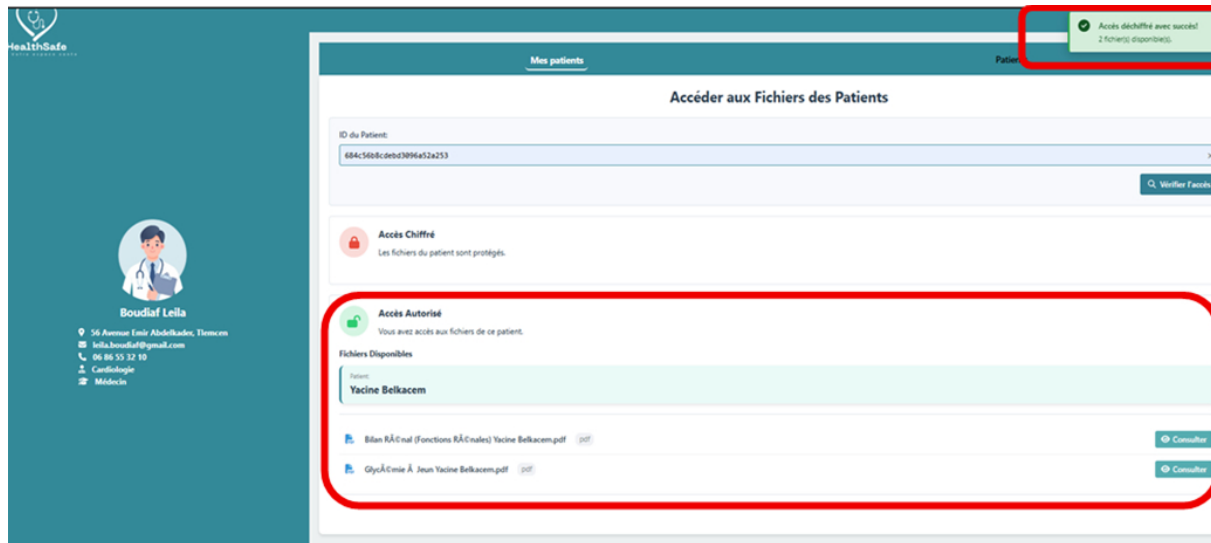 HealthSafe
votre espace santé
Accès déchiffré avec succès!
2 fichier(s) disponible(s).
Mes patients
Patien
Accéder aux Fichiers des Patients
ID du Patient:
684c56b8cdebd3096a52a253
Vérifier l'accès
Accès Chiffré
Les fichiers du patient sont protégés.
Boudiaf Leila
56 Avenue Emir Abdelkader, Tlemcen
leila.boudiaf@gmail.com
06 86 55 32 10
Cardiologie
Médecin
Accès Autorisé
Vous avez accès aux fichiers de ce patient.
Fichiers Disponibles
Patient:
Yacine Belkacem
Bilan RÃ©nal (Fonctions RÃ©nales) Yacine Belkacem.pdf pdf
Consulter
GlycÃ©mie Ã Jeun Yacine Belkacem.pdf pdf
Consulter